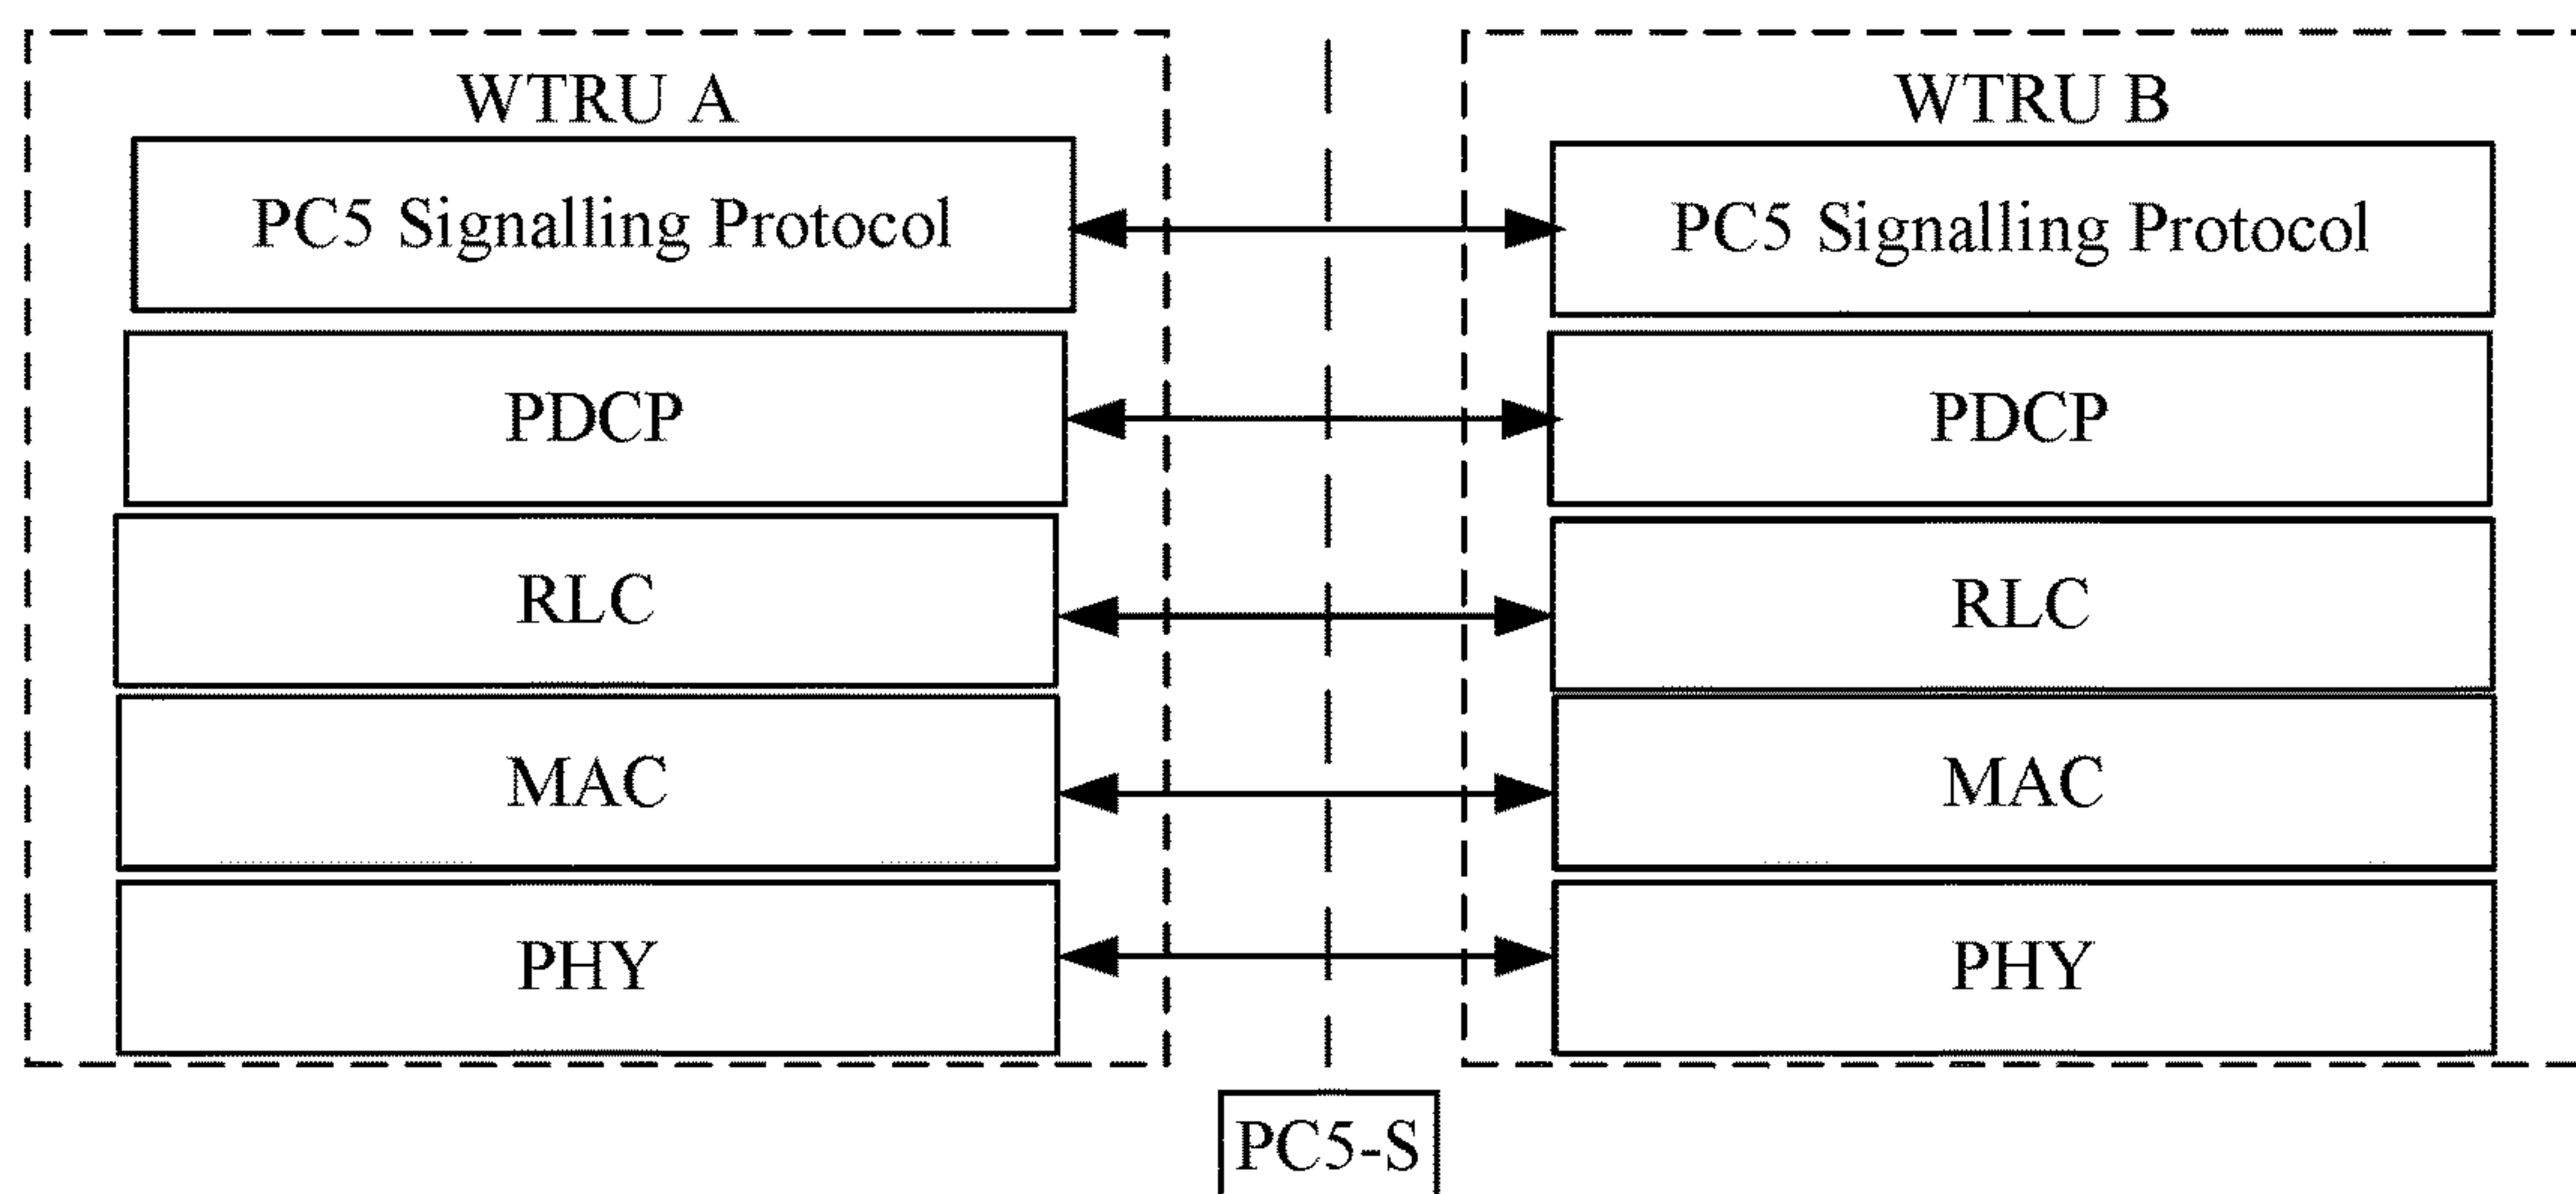 WTRU A
PC5 Signalling Protocol
PDCP
RLC
MAC
PHY
WTRU B
PC5 Signalling Protocol
PDCP
RLC
MAC
PHY
PC5-S